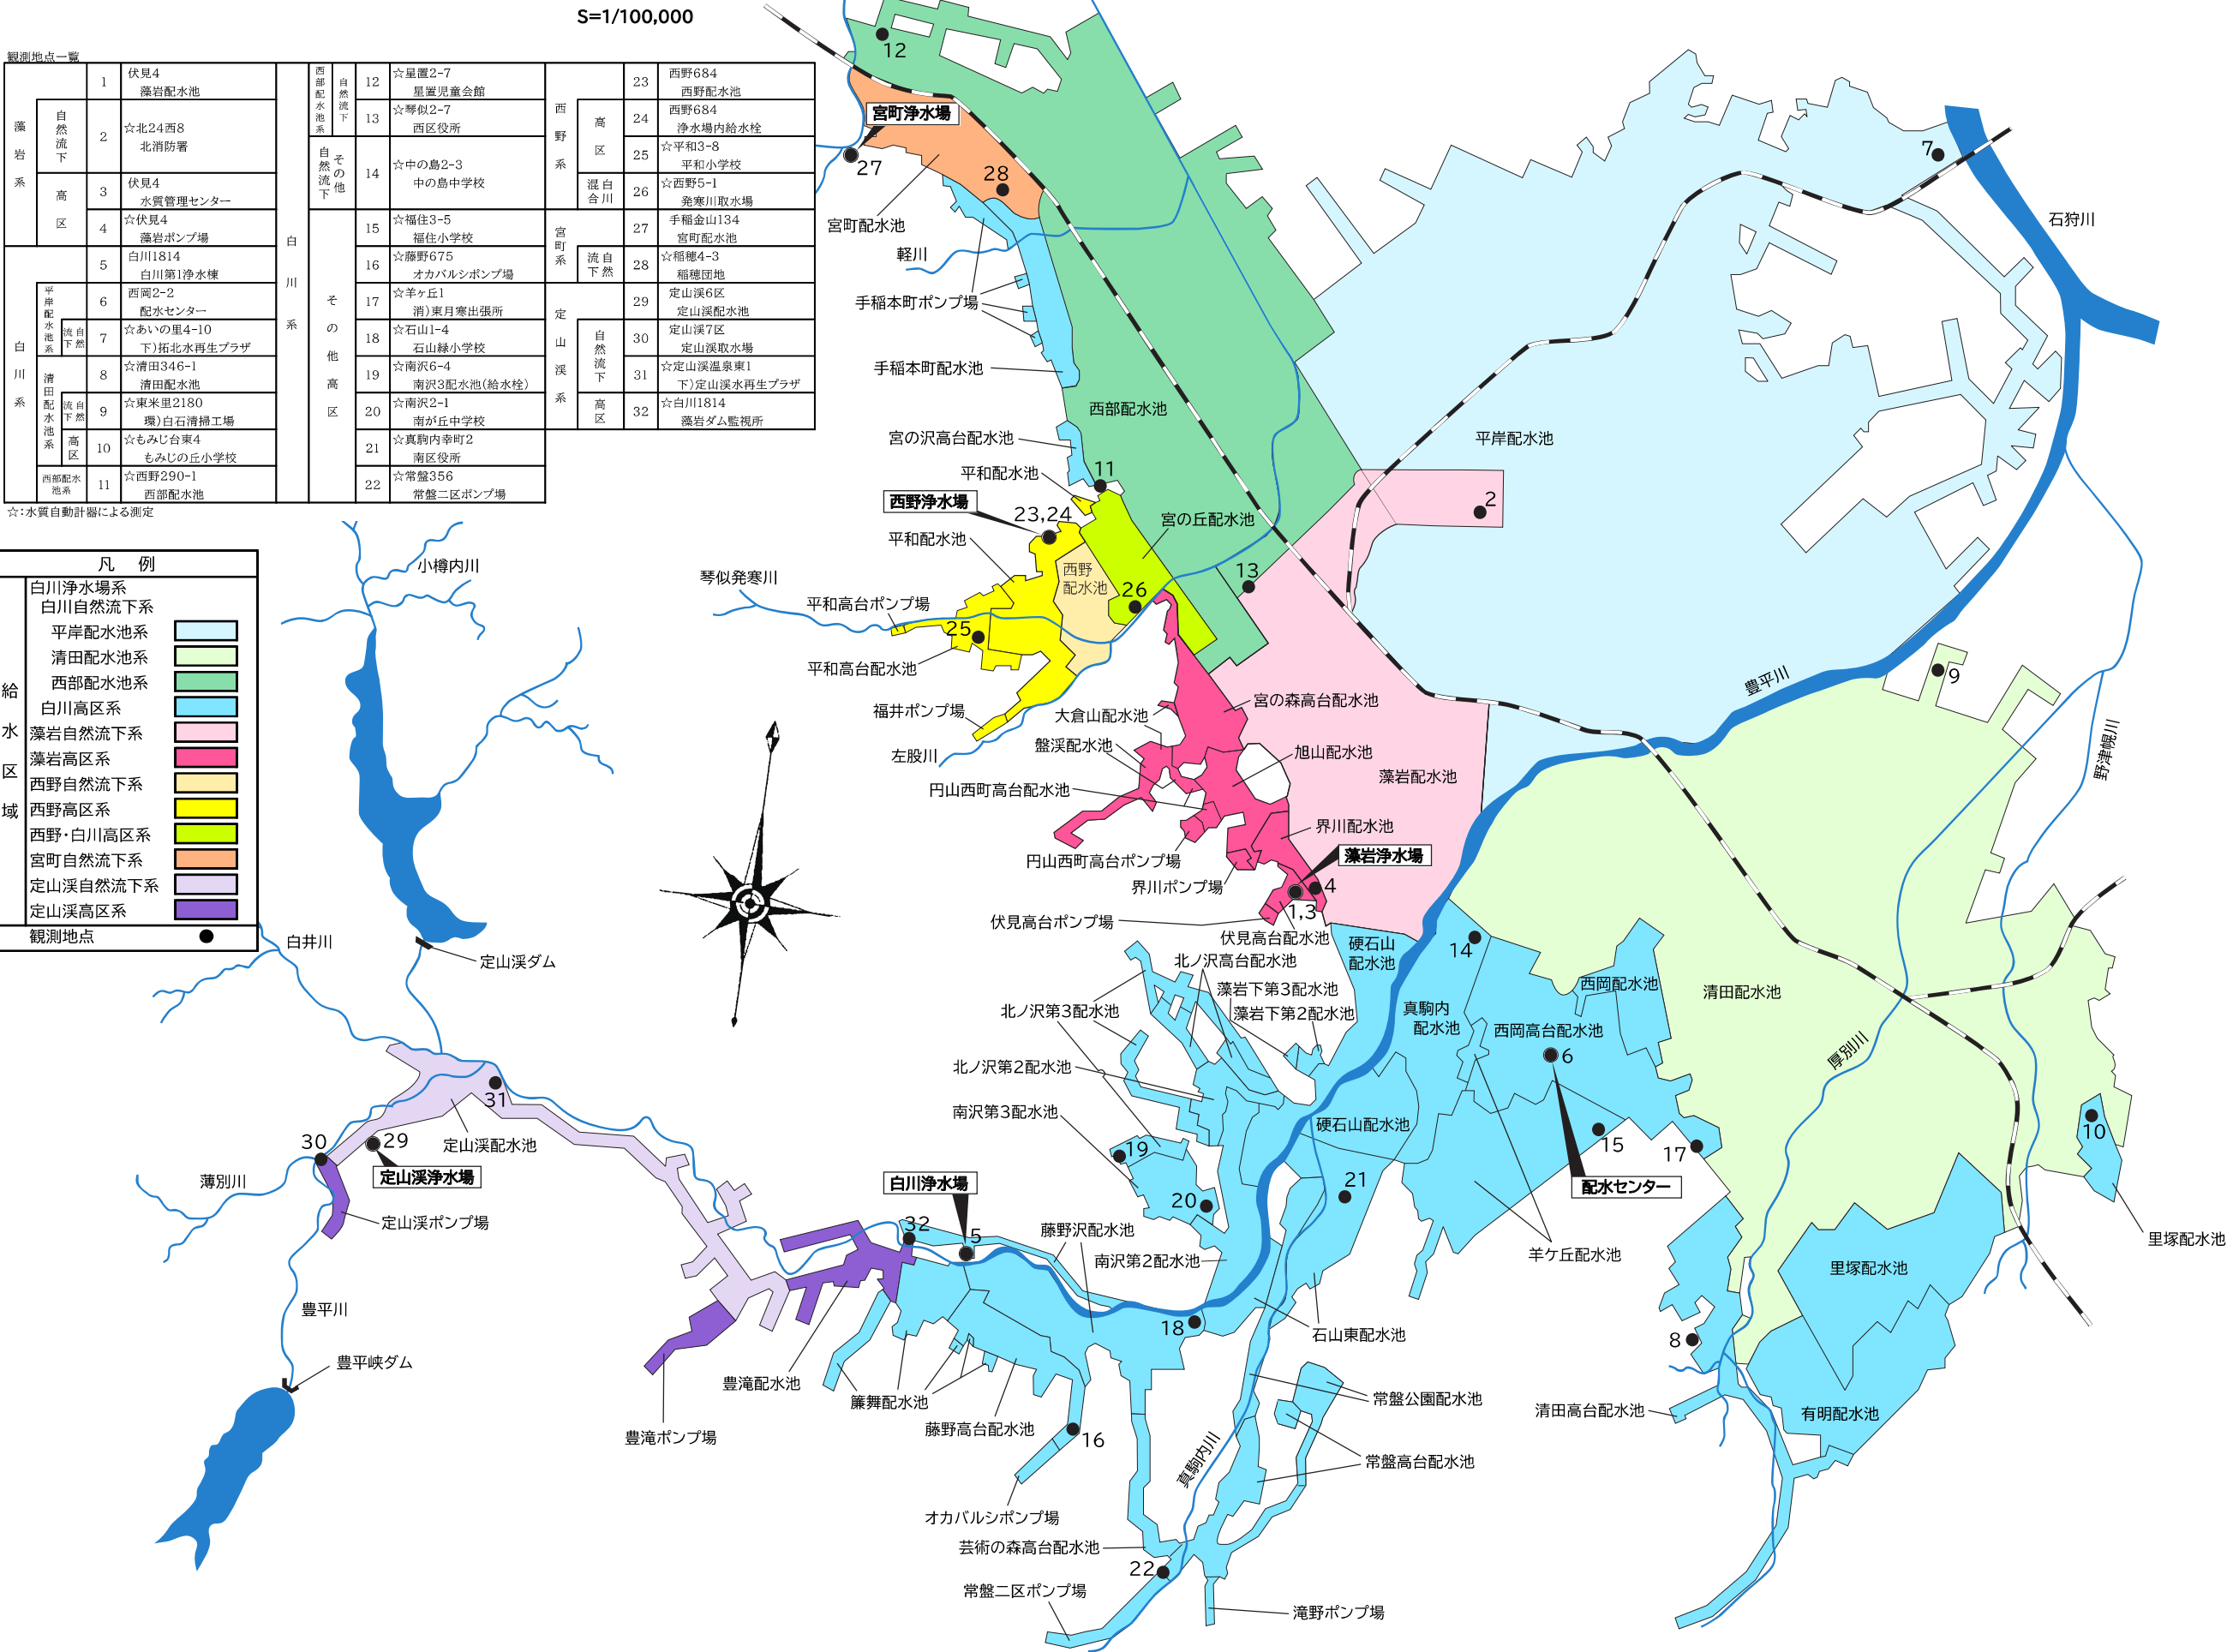 S=1/100,000
観測地点一覧
藻岩系
1
伏見4
藻岩配水池
自然流下
2
☆北24西8
北消防署
高区
3
伏見4
水質管理センター
4
☆伏見4
藻岩ポンプ場
白川系
5
白川1814
白川第1浄水棟
平岸配水池系
6
西岡2-2
配水センター
自然流下
7
☆あいの里4-10
下)拓北水再生プラザ
清田配水池系
8
☆清田346-1
清田配水池
自然流下
9
☆東米里2180
環)白石清掃工場
高区
10
☆もみじ台東4
もみじの丘小学校
西部配水池系
11
☆西野290-1
西部配水池
白川系
西部配水池系
自然流下
12
☆星置2-7
星置児童会館
13
☆琴似2-7
西区役所
その他自然流下
14
☆中の島2-3
中の島中学校
その他高区
15
☆福住3-5
福住小学校
16
☆藤野675
オカバルシポンプ場
17
☆羊ヶ丘1
消)東月寒出張所
18
☆石山1-4
石山緑小学校
19
☆南沢6-4
南沢3配水池(給水栓)
20
☆南沢2-1
南が丘中学校
21
☆真駒内幸町2
南区役所
22
☆常盤356
常盤二区ポンプ場
西野系
23
西野684
西野配水池
高区
24
西野684
浄水場内給水栓
25
☆平和3-8
平和小学校
白川混合
26
☆西野5-1
発寒川取水場
宮町系
27
手稲金山134
宮町配水池
自然流下
28
☆稲穂4-3
稲穂団地
定山渓系
29
定山渓6区
定山渓配水池
自然流下
30
定山渓7区
定山渓取水場
31
☆定山渓温泉東1
下)定山渓水再生プラザ
高区
32
☆白川1814
藻岩ダム監視所
☆:水質自動計器による測定
凡 例
給水区域
白川浄水場系
白川自然流下系
平岸配水池系
清田配水池系
西部配水池系
白川高区系
藻岩自然流下系
藻岩高区系
西野自然流下系
西野高区系
西野・白川高区系
宮町自然流下系
定山渓自然流下系
定山渓高区系
観測地点
12
宮町浄水場
27
28
宮町配水池
軽川
手稲本町ポンプ場
手稲本町配水池
西部配水池
宮の沢高台配水池
平和配水池
11
西野浄水場
23,24
宮の丘配水池
平和配水池
西野
配水池
琴似発寒川
26
13
平和高台ポンプ場
25
平和高台配水池
福井ポンプ場
左股川
7
石狩川
平岸配水池
2
豊平川
9
野津幌川
宮の森高台配水池
大倉山配水池
盤渓配水池
旭山配水池
藻岩配水池
円山西町高台配水池
界川配水池
円山西町高台ポンプ場
藻岩浄水場
界川ポンプ場
4
1,3
伏見高台ポンプ場
伏見高台配水池
硬石山
配水池
14
北ノ沢高台配水池
藻岩下第3配水池
藻岩下第2配水池
北ノ沢第3配水池
真駒内
配水池
西岡配水池
清田配水池
西岡高台配水池
6
厚別川
北ノ沢第2配水池
南沢第3配水池
硬石山配水池
19
15
17
10
20
21
配水センター
羊ケ丘配水池
里塚配水池
里塚配水池
小樽内川
白井川
定山渓ダム
31
30
29
定山渓配水池
定山渓浄水場
薄別川
定山渓ポンプ場
豊平川
豊平峡ダム
白川浄水場
32
5
藤野沢配水池
南沢第2配水池
18
石山東配水池
8
豊滝配水池
簾舞配水池
豊滝ポンプ場
藤野高台配水池
16
常盤公園配水池
清田高台配水池
有明配水池
真駒内川
常盤高台配水池
オカバルシポンプ場
芸術の森高台配水池
22
常盤二区ポンプ場
滝野ポンプ場